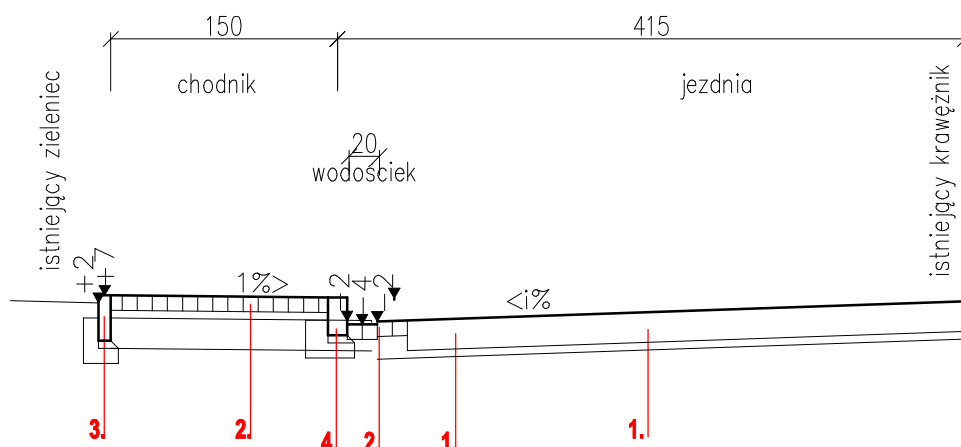 150
415
chodnik
jezdnia
istniejący zieleniec
istniejący krawężnik
20
wodościek
+2
+7
1%>
-2
-4
-2
<i%
3.
2.
4
2
1
1.